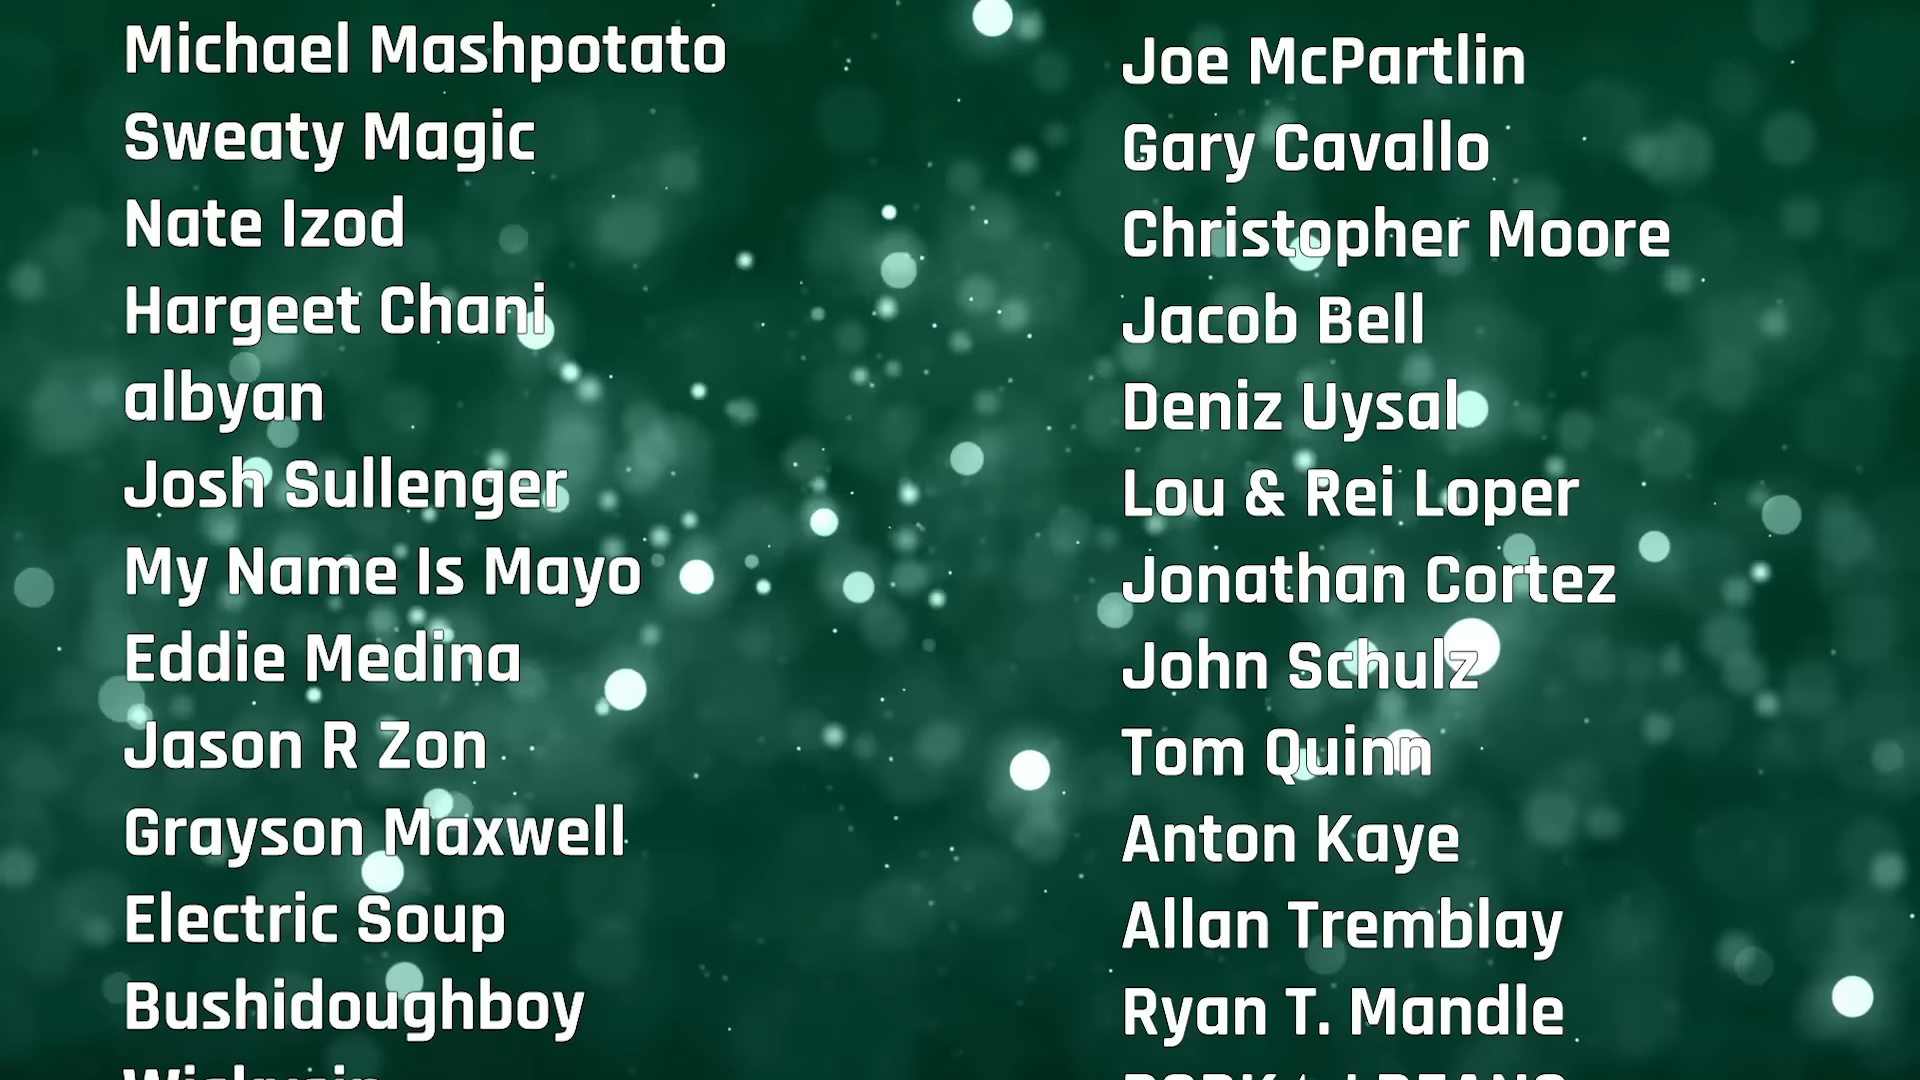 Michael Mashpotato
Sweaty Magic
Nate Izod
Hargeet Chani
albyan
Josh Sullenger
My Name Is Mayo
Eddie Medina
Jason R Zon
Grayson Maxwell
Electric Soup
Bushidoughboy
Joe McPartlin
Gary Cavallo
Christopher Moore
Jacob Bell
Deniz Uysal
Lou & Rei Loper
Jonathan Cortez
John Schulz
Tom Quinn
Anton Kaye
Allan Tremblay
Ryan T. Mandle